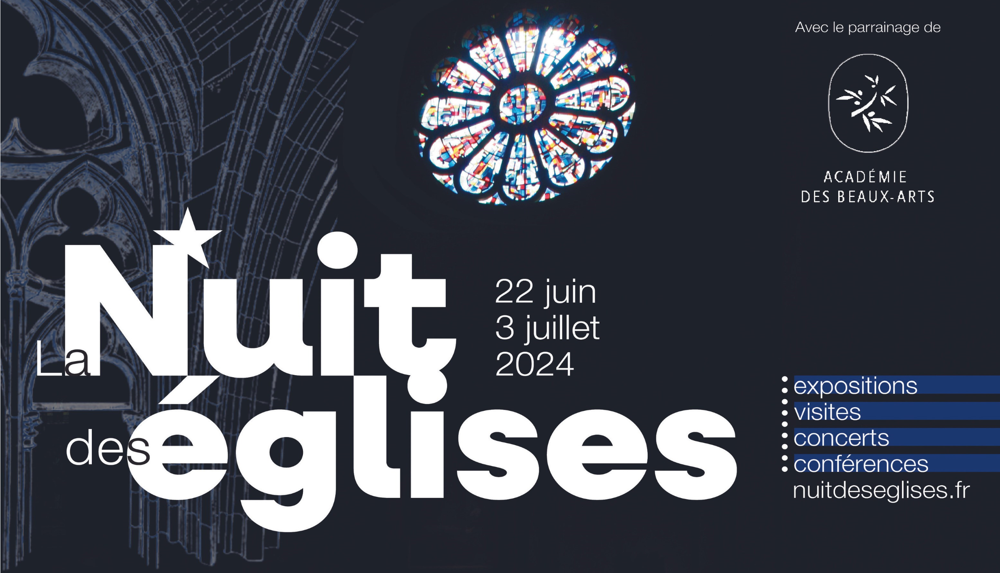 Avec le parrainage de
ACADÉMIE
DES BEAUX-ARTS
La Nuit
des églises
22 juin
3 juillet
2024
expositions
visites
concerts
conférences
nuitdeseglises.fr